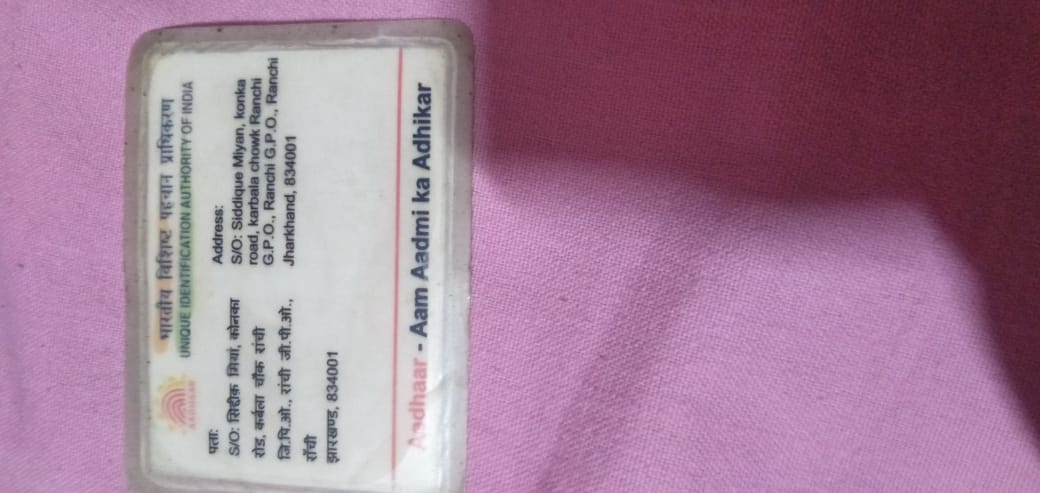 भारतीय विशिष्ट पहचान प्राधिकरण
UNIQUE IDENTIFICATION AUTHORITY OF INDIA
AADHAAR
पता:
S/O: सिद्दीक़ मियां, कोनका
रोड, कर्बला चौक रांची
जि.पि.ओ., रांची जी.पी.ओ.,
राँची
झारखण्ड, 834001
Address:
S/O: Siddique Miyan, konka
road, karbala chowk Ranchi
G.P.O., Ranchi G.P.O., Ranchi
Jharkhand, 834001
Aadhaar - Aam Aadmi ka Adhikar